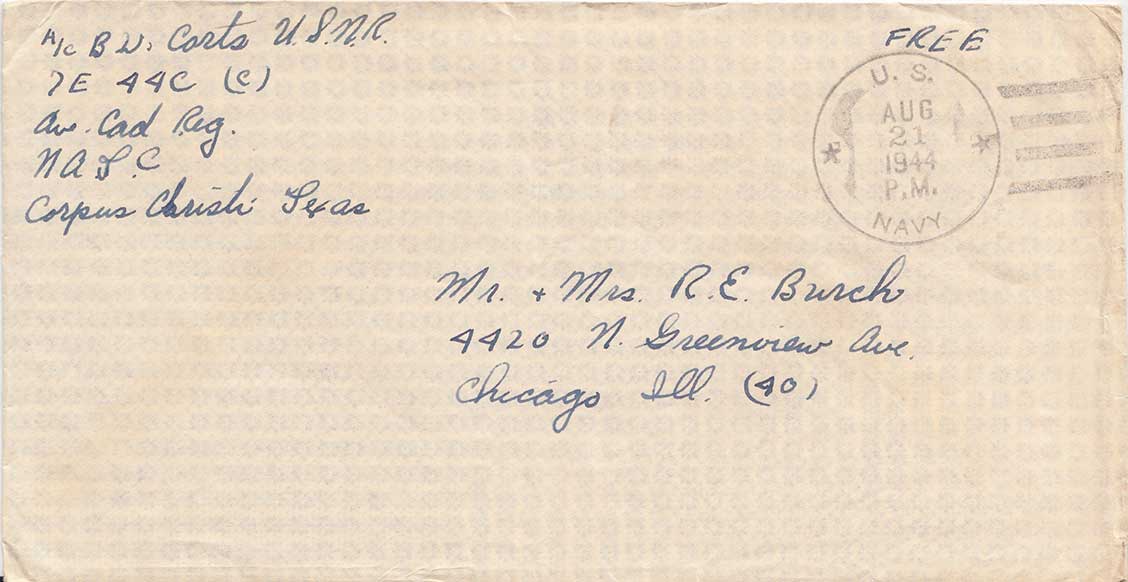 A/c B W. Corts U.S.N.R.
7E 44C (C)
Av. Cad Reg.
N A T. C
Corpus Christi Texas
FREE
U. S.
AUG
21
1944
P.M.
NAVY
Mr. + Mrs. R.E. Burch
4420 N. Greenview Ave.
Chicago Ill. (40)